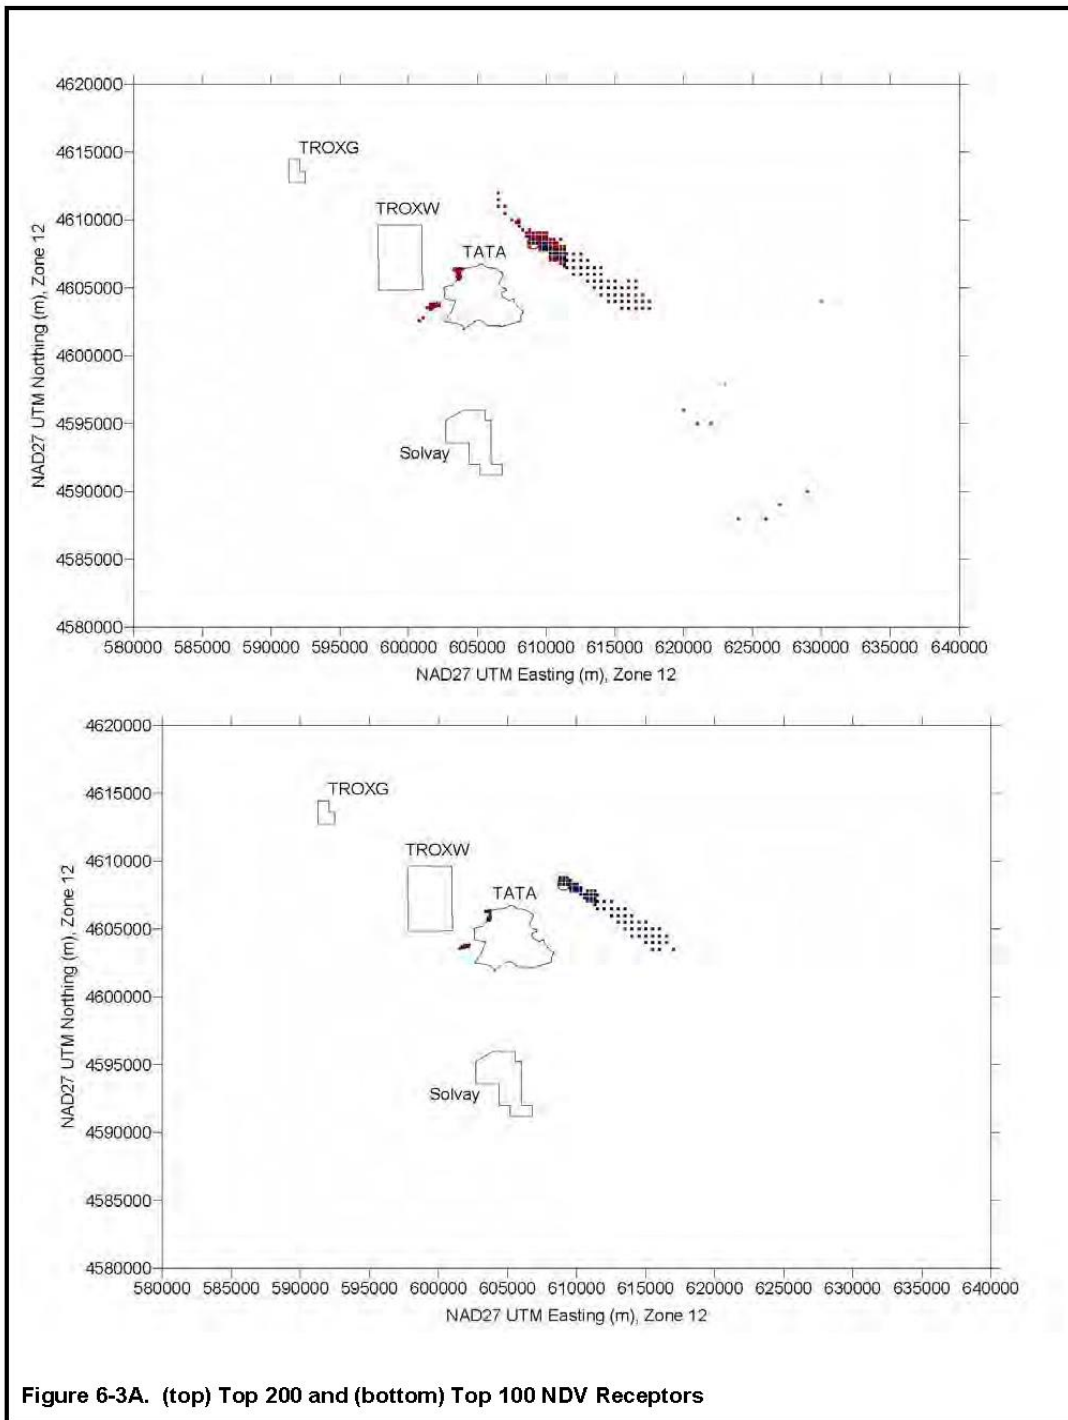 4620000
4615000
4610000
4605000
4600000
4595000
4590000
4585000
4580000
NAD27 UTM Northing (m), Zone 12
TROXG
TROXW
TATA
Solvay
580000 585000 590000 595000 600000 605000 610000 615000 620000 625000 630000 635000 640000
NAD27 UTM Easting (m), Zone 12
4620000
4615000
4610000
4605000
4600000
4595000
4590000
4585000
4580000
NAD27 UTM Northing (m), Zone 12
TROXG
TROXW
TATA
Solvay
580000 585000 590000 595000 600000 605000 610000 615000 620000 625000 630000 635000 640000
NAD27 UTM Easting (m), Zone 12
Figure 6-3A. (top) Top 200 and (bottom) Top 100 NDV Receptors